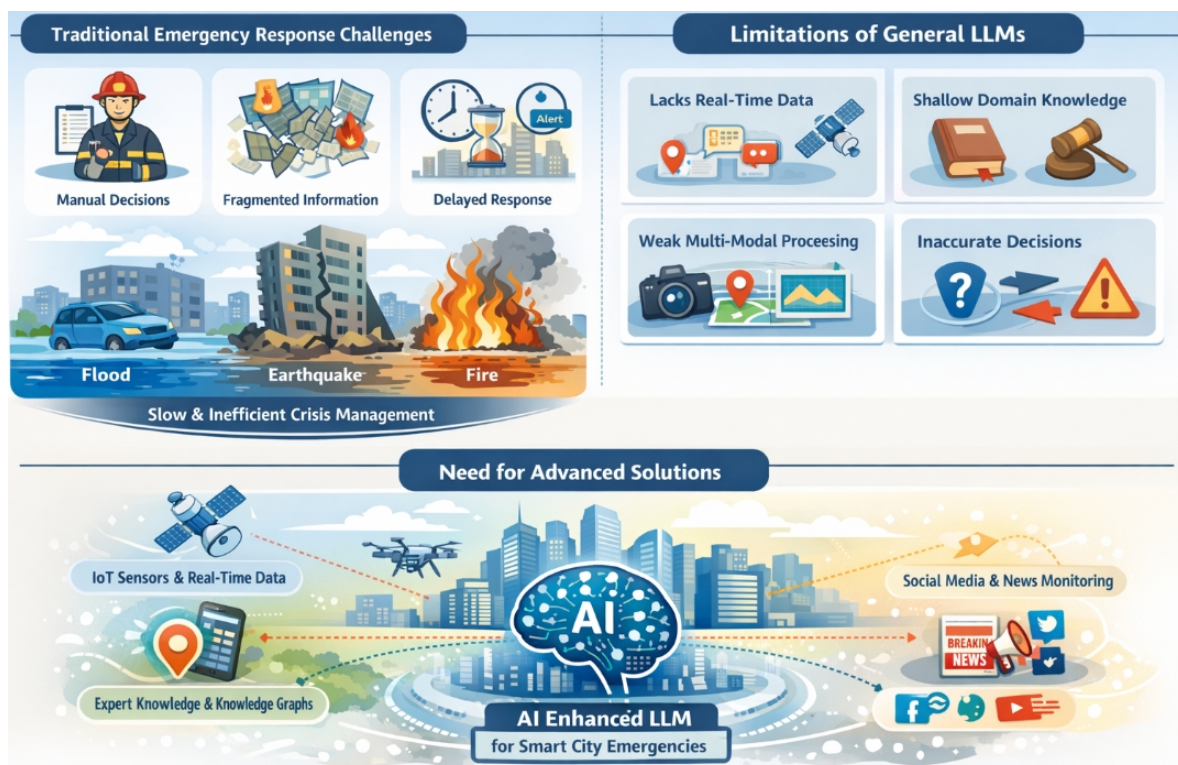 Traditional Emergency Response Challenges
Manual Decisions
Fragmented Information
Alert
Delayed Response
Flood
Earthquake
Fire
Slow & Inefficient Crisis Management
Limitations of General LLMs
Lacks Real-Time Data
Shallow Domain Knowledge
Weak Multi-Modal Proceesing
Inaccurate Decisions
?
!
Need for Advanced Solutions
IoT Sensors & Real-Time Data
Expert Knowledge & Knowledge Graphs
AI
AI Enhanced LLM
for Smart City Emergencies
Social Media & News Monitoring
BREAKIN
NEWS
f